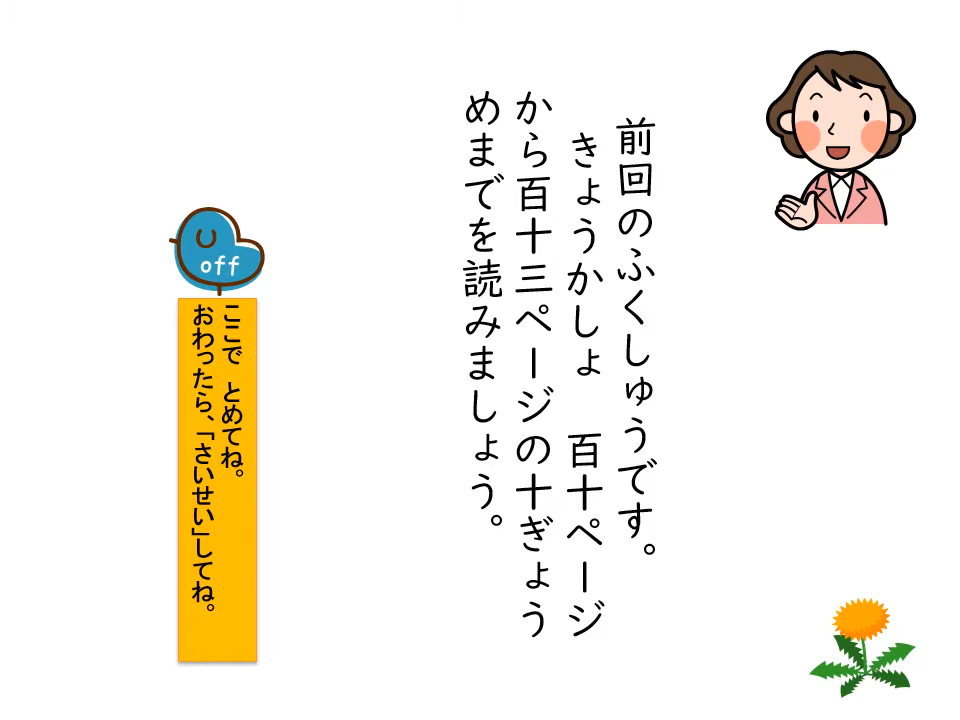 前回のふくしゅうです。
きょうかしょ　百十ページ
から百十三ページの十ぎょう
めまでを読みましょう。
off
ここで　とめてね。
おわったら、「さいせい」してね。